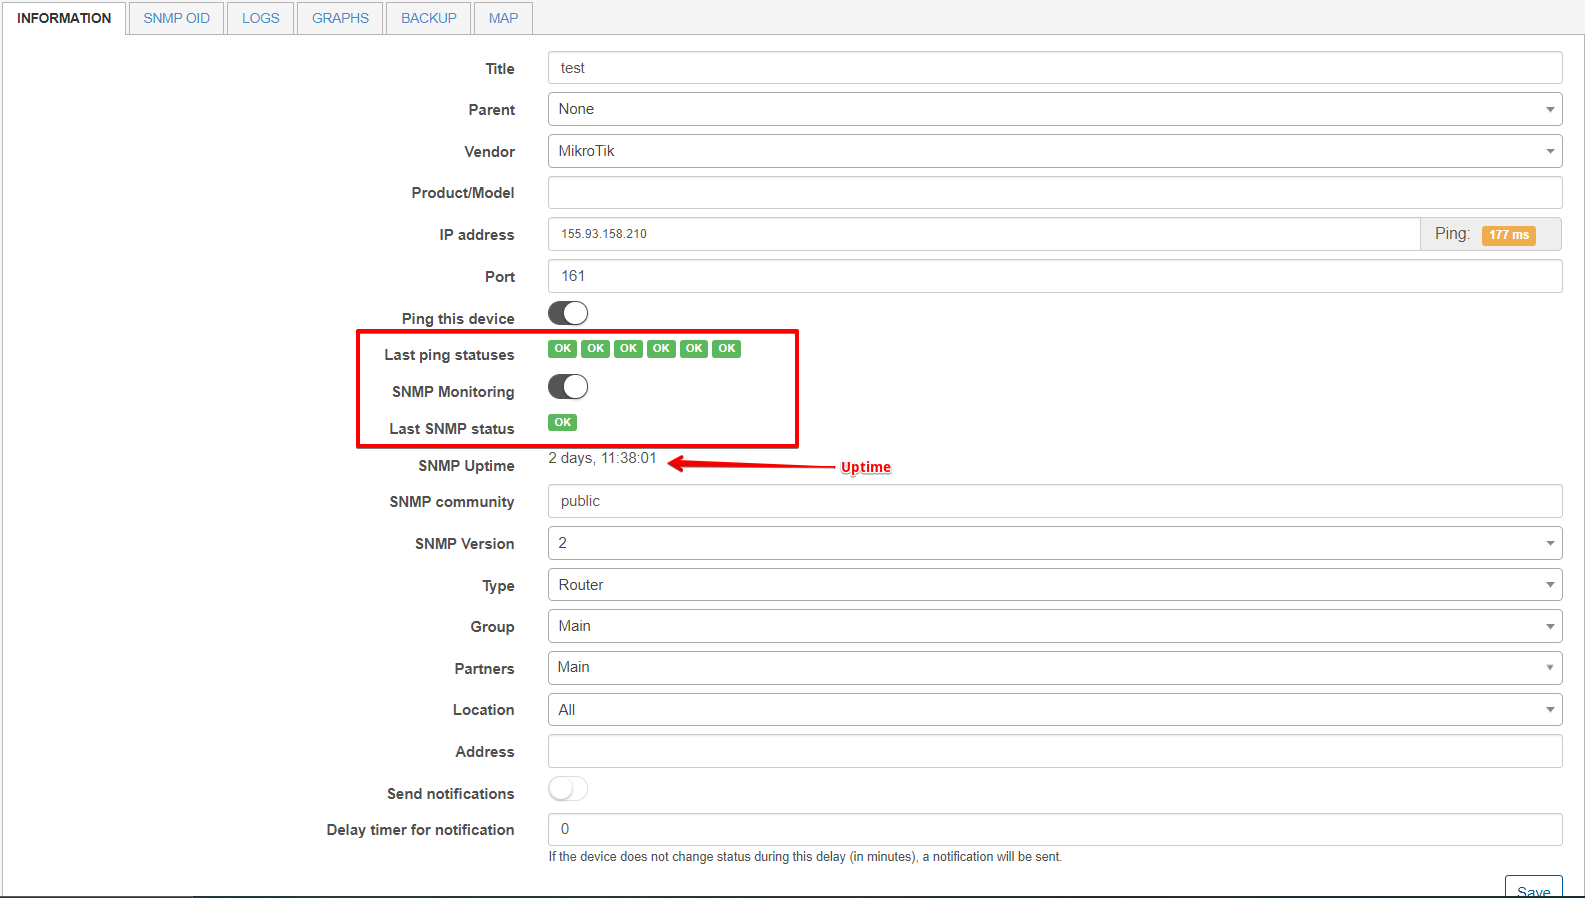 INFORMATION SNMP OID LOGS GRAPHS BACKUP MAP
Title test
Parent None
Vendor MikroTik
Product/Model
IP address 155.93.158.210 Ping: 177 ms
Port 161
Ping this device
Last ping statuses OK OK OK OK OK OK
SNMP Monitoring
Last SNMP status OK
SNMP Uptime 2 days, 11:38:01 Uptime
SNMP community public
SNMP Version 2
Type Router
Group Main
Partners Main
Location All
Address
Send notifications
Delay timer for notification 0
If the device does not change status during this delay (in minutes), a notification will be sent.
Save